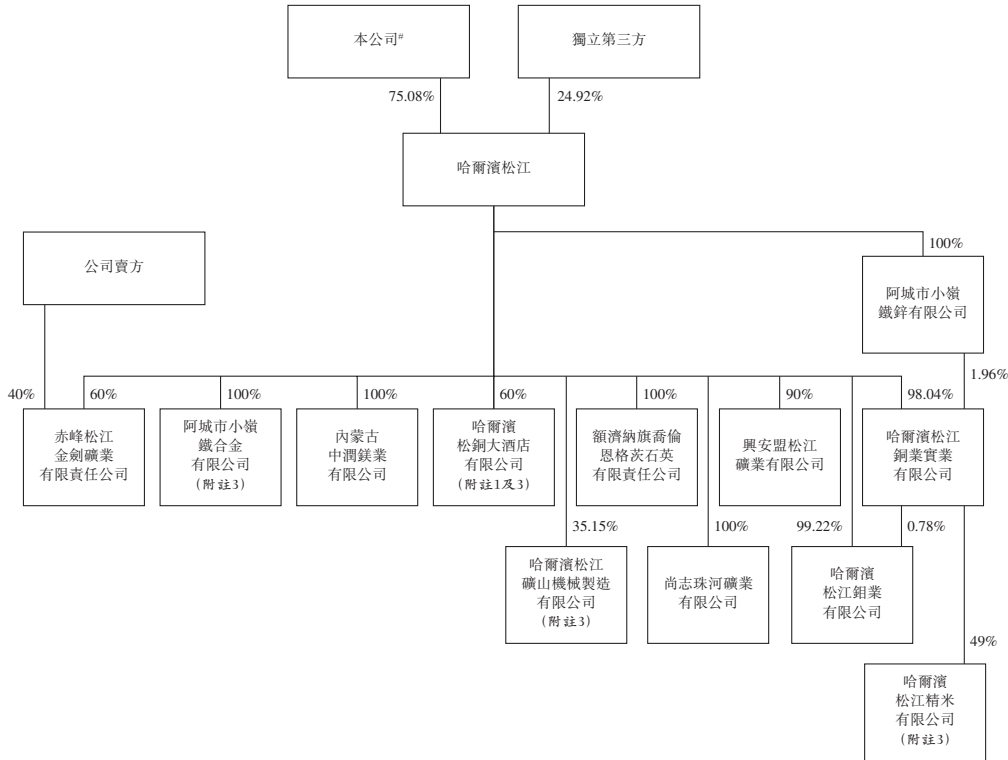 本公司#
獨立第三方
75.08%
24.92%
哈爾濱松江
公司賣方
100%
阿城市小嶺
鐵鋅有限公司
40%
60%
100%
100%
60%
100%
90%
98.04%
1.96%
赤峰松江
金劍礦業
有限責任公司
阿城市小嶺
鐵合金
有限公司
(附註3)
內蒙古
中潤鎂業
有限公司
哈爾濱
松銅大酒店
有限公司
(附註1及3)
額濟納旗喬倫
恩格茨石英
有限責任公司
興安盟松江
礦業有限公司
哈爾濱松江
銅業實業
有限公司
35.15%
100%
99.22%
0.78%
哈爾濱松江
礦山機械製造
有限公司
(附註3)
尚志珠河礦業
有限公司
哈爾濱
松江鉬業
有限公司
49%
哈爾濱
松江精米
有限公司
(附註3)